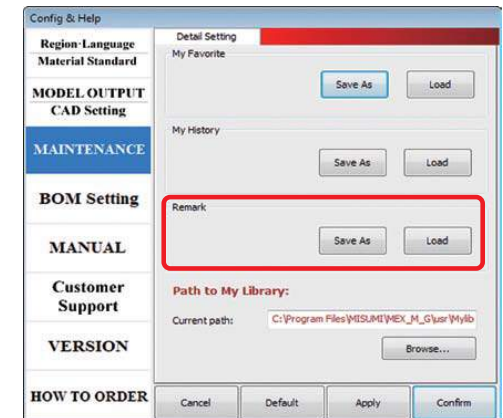 Config & Help
Region·Language
Material Standard
MODEL OUTPUT
CAD Setting
MAINTENANCE
BOM Setting
MANUAL
Customer
Support
VERSION
HOW TO ORDER
Detail Setting
My Favorite
Save As
Load
My History
Save As
Load
Remark
Save As
Load
Path to My Library:
Current path:
C:\Program Files\MISUMI\MEX_M_G\usr\Mylib
Browse...
Cancel
Default
Apply
Confirm